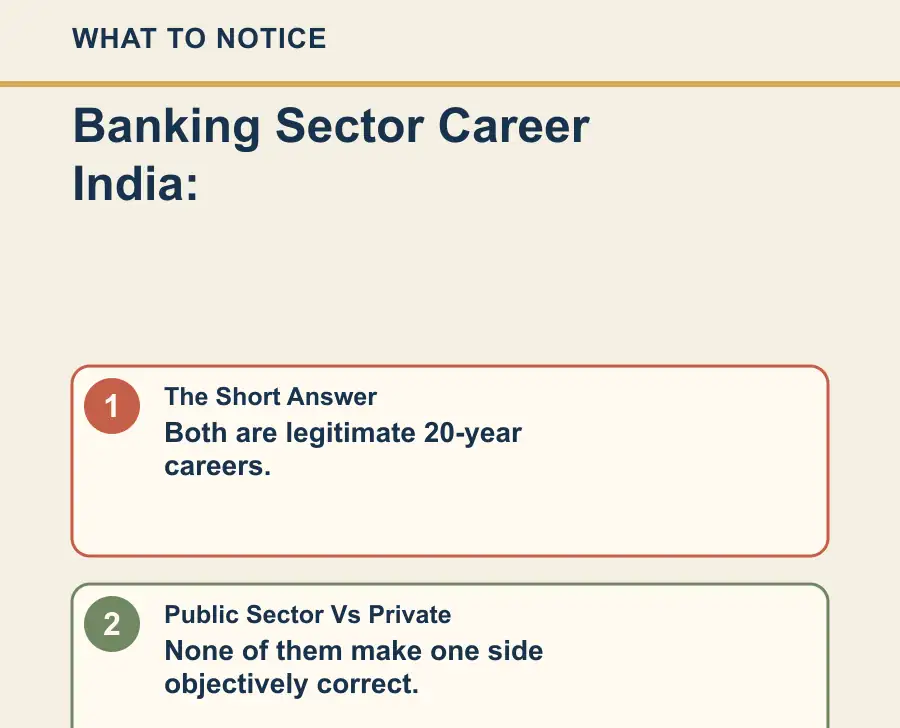 WHAT TO NOTICE
Banking Sector Career
India:
1
The Short Answer
Both are legitimate 20-year
careers.
2
Public Sector Vs Private
None of them make one side
objectively correct.